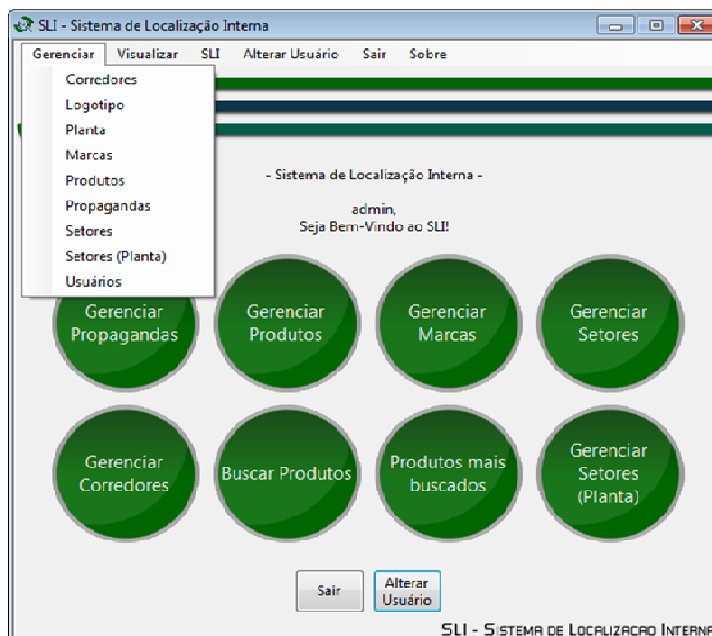 SLI - Sistema de Localização Interna
Gerenciar Visualizar SLI Alterar Usuário Sair Sobre
Corredores
Logotipo
Planta
Marcas
Produtos
Propagandas
Setores
Setores (Planta)
Usuários
- Sistema de Localização Interna -
admin,
Seja Bem-Vindo ao SLI!
Gerenciar
Propagandas
Gerenciar
Produtos
Gerenciar
Marcas
Gerenciar
Setores
Gerenciar
Corredores
Buscar Produtos
Produtos mais
buscados
Gerenciar
Setores
(Planta)
Sair
Alterar
Usuário
SLI - Sistema de Localizacao Interna